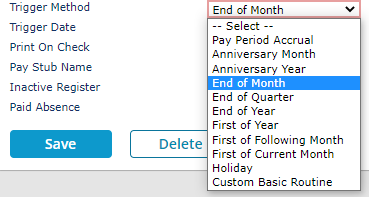 Trigger Method
End of Month
Trigger Date
-- Select --
Print On Check
Pay Period Accrual
Pay Stub Name
Anniversary Month
Inactive Register
Anniversary Year
Paid Absence
End of Month
End of Quarter
End of Year
First of Year
First of Following Month
First of Current Month
Holiday
Custom Basic Routine
Save
Delete